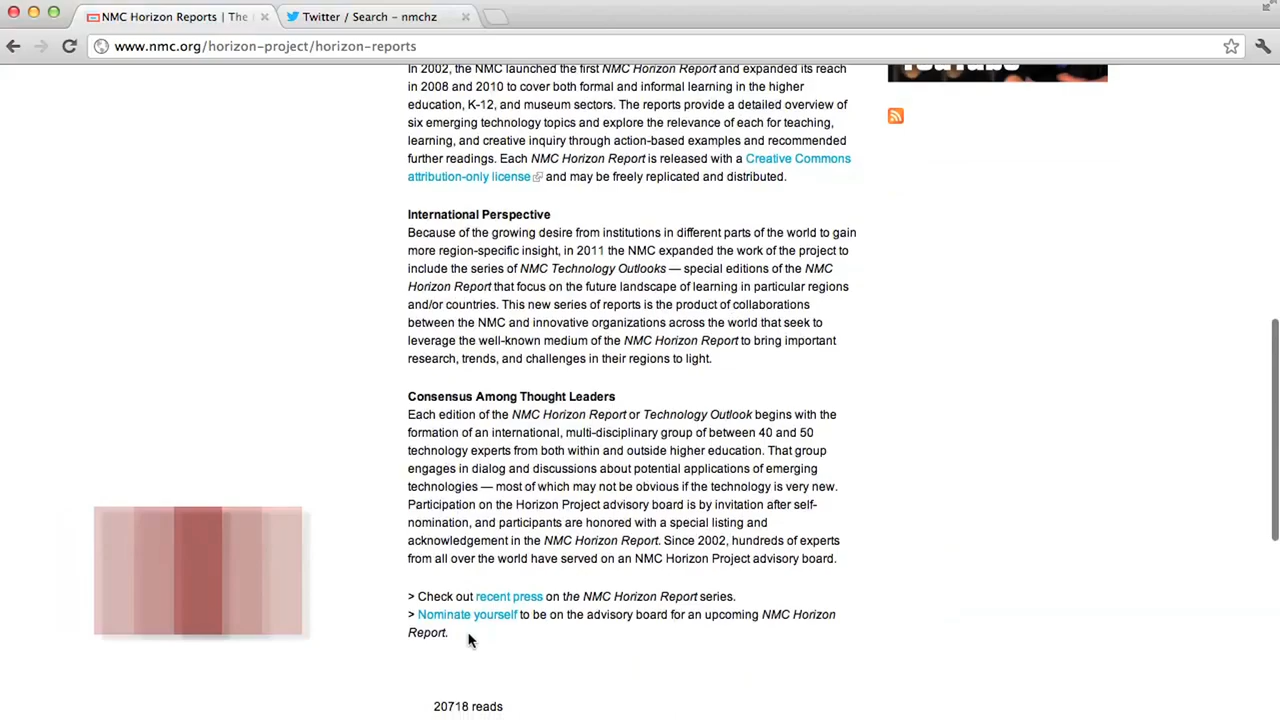 NMC Horizon Reports | The
Twitter / Search - nmchz
www.nmc.org/horizon-project/horizon-reports
In 2002, the NMC launched the first NMC Horizon Report and expanded its reach
in 2008 and 2010 to cover both formal and informal learning in the higher
education, K-12, and museum sectors. The reports provide a detailed overview of
six emerging technology topics and explore the relevance of each for teaching,
learning, and creative inquiry through action-based examples and recommended
further readings. Each NMC Horizon Report is released with a Creative Commons
attribution-only license and may be freely replicated and distributed.
International Perspective
Because of the growing desire from institutions in different parts of the world to gain
more region-specific insight, in 2011 the NMC expanded the work of the project to
include the series of NMC Technology Outlooks — special editions of the NMC
Horizon Report that focus on the future landscape of learning in particular regions
and/or countries. This new series of reports is the product of collaborations
between the NMC and innovative organizations across the world that seek to
leverage the well-known medium of the NMC Horizon Report to bring important
research, trends, and challenges in their regions to light.
Consensus Among Thought Leaders
Each edition of the NMC Horizon Report or Technology Outlook begins with the
formation of an international, multi-disciplinary group of between 40 and 50
technology experts from both within and outside higher education. That group
engages in dialog and discussions about potential applications of emerging
technologies — most of which may not be obvious if the technology is very new.
Participation on the Horizon Project advisory board is by invitation after self-
nomination, and participants are honored with a special listing and
acknowledgement in the NMC Horizon Report. Since 2002, hundreds of experts
from all over the world have served on an NMC Horizon Project advisory board.
> Check out recent press on the NMC Horizon Report series.
> Nominate yourself to be on the advisory board for an upcoming NMC Horizon
Report.
20718 reads